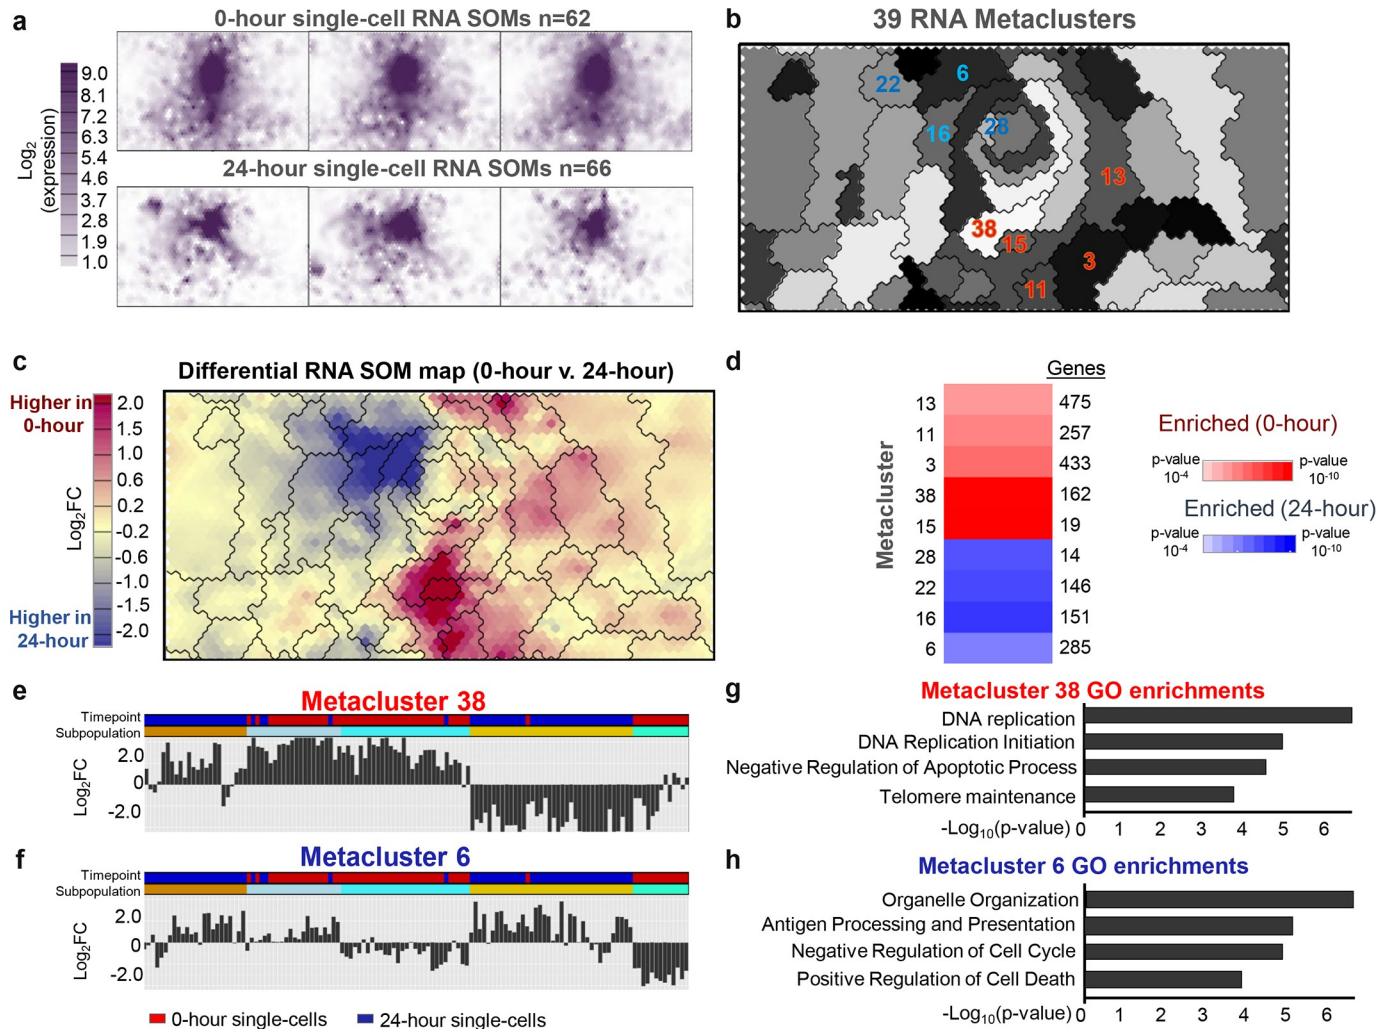 a
0-hour single-cell RNA SOMs n=62
Log2
(expression)
9.0
8.1
7.2
6.3
5.4
4.6
3.7
2.8
1.9
1.0
24-hour single-cell RNA SOMs n=66
b
39 RNA Metaclusters
22
6
16
28
13
38
15
3
11
c
Differential RNA SOM map (0-hour v. 24-hour)
Higher in
0-hour
Log2FC
2.0
1.5
1.0
0.6
0.2
-0.2
-0.6
-1.0
-1.5
-2.0
Higher in
24-hour
d
Genes
Metacluster
13 475
11 257
3 433
38 162
15 19
28 14
22 146
16 151
6 285
Enriched (0-hour)
p-value p-value
10-4 10-10
Enriched (24-hour)
p-value p-value
10-4 10-10
e
Metacluster 38
Timepoint
Subpopulation
Log2FC
2.0
0
-2.0
f
Metacluster 6
Timepoint
Subpopulation
Log2FC
2.0
0
-2.0
0-hour single-cells 24-hour single-cells
g
Metacluster 38 GO enrichments
DNA replication
DNA Replication Initiation
Negative Regulation of Apoptotic Process
Telomere maintenance
-Log10(p-value) 0 1 2 3 4 5 6
h
Metacluster 6 GO enrichments
Organelle Organization
Antigen Processing and Presentation
Negative Regulation of Cell Cycle
Positive Regulation of Cell Death
-Log10(p-value) 0 1 2 3 4 5 6